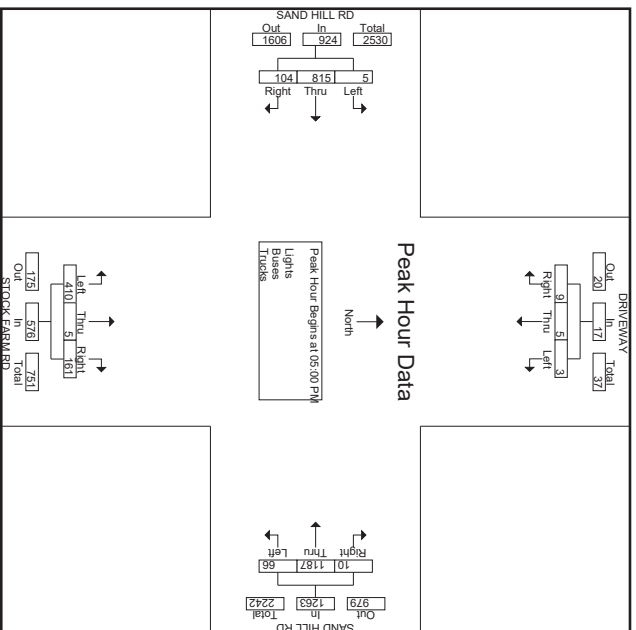 SAND HILL RD
Out In Total
1606 924 2530
104 815 5
Right Thru Left
DRIVEWAY
Out In Total
20 17 37
9 5 3
Right Thru Left
Peak Hour Data
North
Peak Hour Begins at 05:00 PM
Lights
Buses
Trucks
Left Thru Right
410 5 161
175 576 751
Out In Total
STOCK FARM RD
Right Thru Left
10 1187 66
979 1263 2242
Out In Total
SAND HILL RD